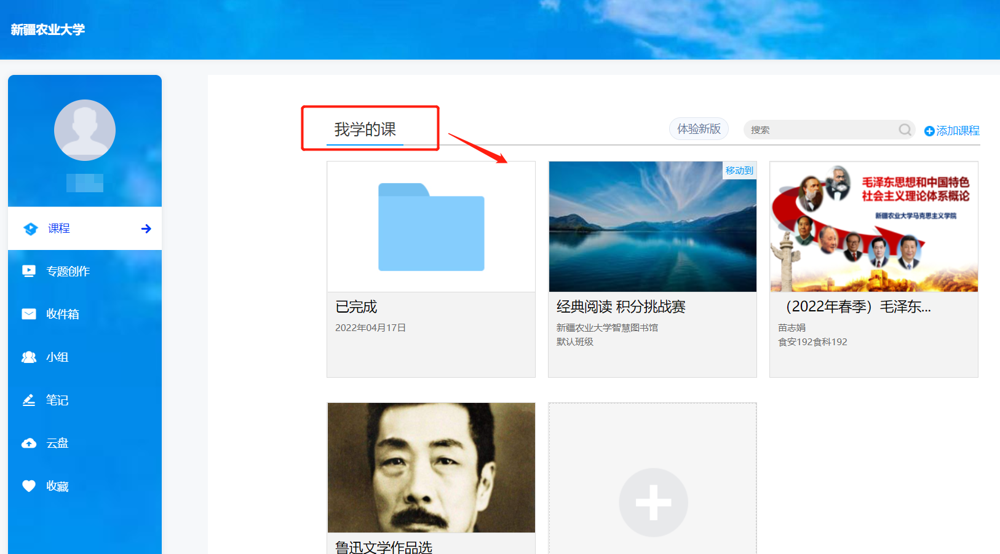 新疆农业大学
课程
专题创作
收件箱
小组
笔记
云盘
收藏
我学的课
体验新版
搜索
添加课程
已完成
2022年04月17日
移动到
经典阅读 积分挑战赛
新疆农业大学智慧图书馆
默认班级
毛泽东思想和中国特色
社会主义理论体系概论
新疆农业大学马克思主义学院
（2022年春季）毛泽东...
苗志娟
食安192食科192
鲁迅文学作品选